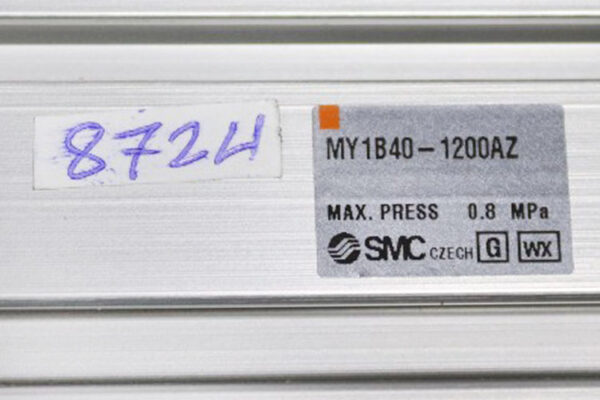 8724
MY1B40-1200AZ
MAX. PRESS 0.8 MPa
SMC CZECH G WX